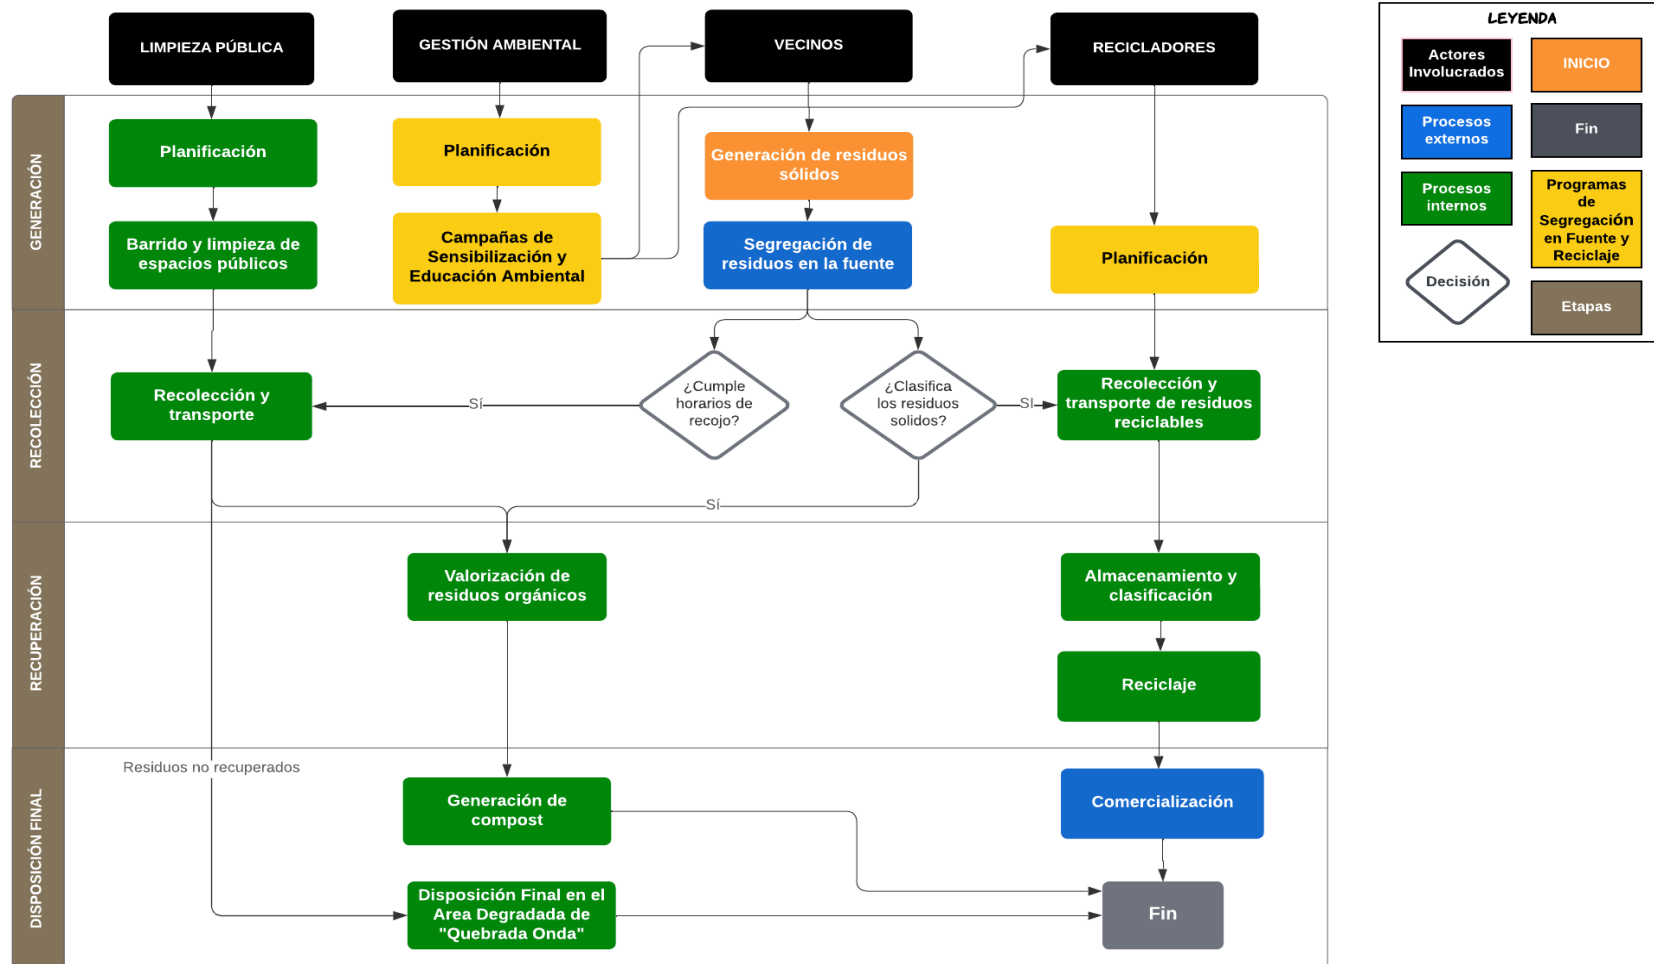 LIMPIEZA PÚBLICA
GESTIÓN AMBIENTAL
VECINOS
RECICLADORES
LEYENDA
Actores
Involucrados
INICIO
Procesos
externos
Fin
Procesos
internos
Programas
de
Segregación
en Fuente y
Reciclaje
Decisión
Etapas
GENERACIÓN
Planificación
Planificación
Generación de residuos
sólidos
Barrido y limpieza de
espacios públicos
Campañas de
Sensibilización y
Educación Ambiental
Segregación de
residuos en la fuente
Planificación
RECOLECCIÓN
Recolección y
transporte
Sí
¿Cumple
horarios de
recojo?
¿Clasifica
los residuos
solidos?
SI
Recolección y
transporte de residuos
reciclables
Sí
RECUPERACIÓN
Valorización de
residuos orgánicos
Almacenamiento y
clasificación
Reciclaje
DISPOSICIÓN FINAL
Residuos no recuperados
Generación de
compost
Comercialización
Disposición Final en el
Area Degradada de
"Quebrada Onda"
Fin